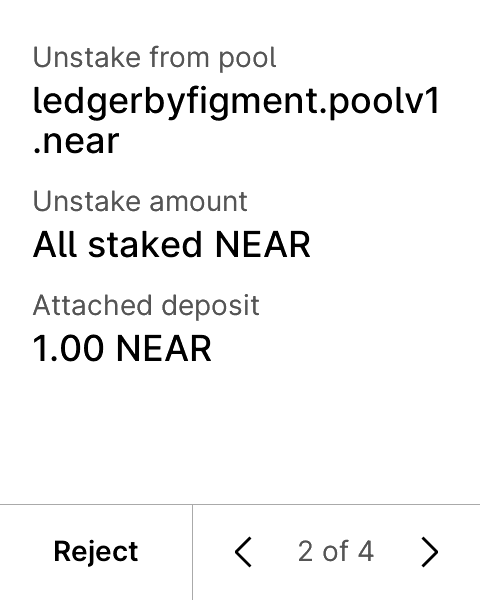 Unstake from pool
ledgerbyfigment.poolv1
.near
Unstake amount
All staked NEAR
Attached deposit
1.00 NEAR
Reject
2 of 4